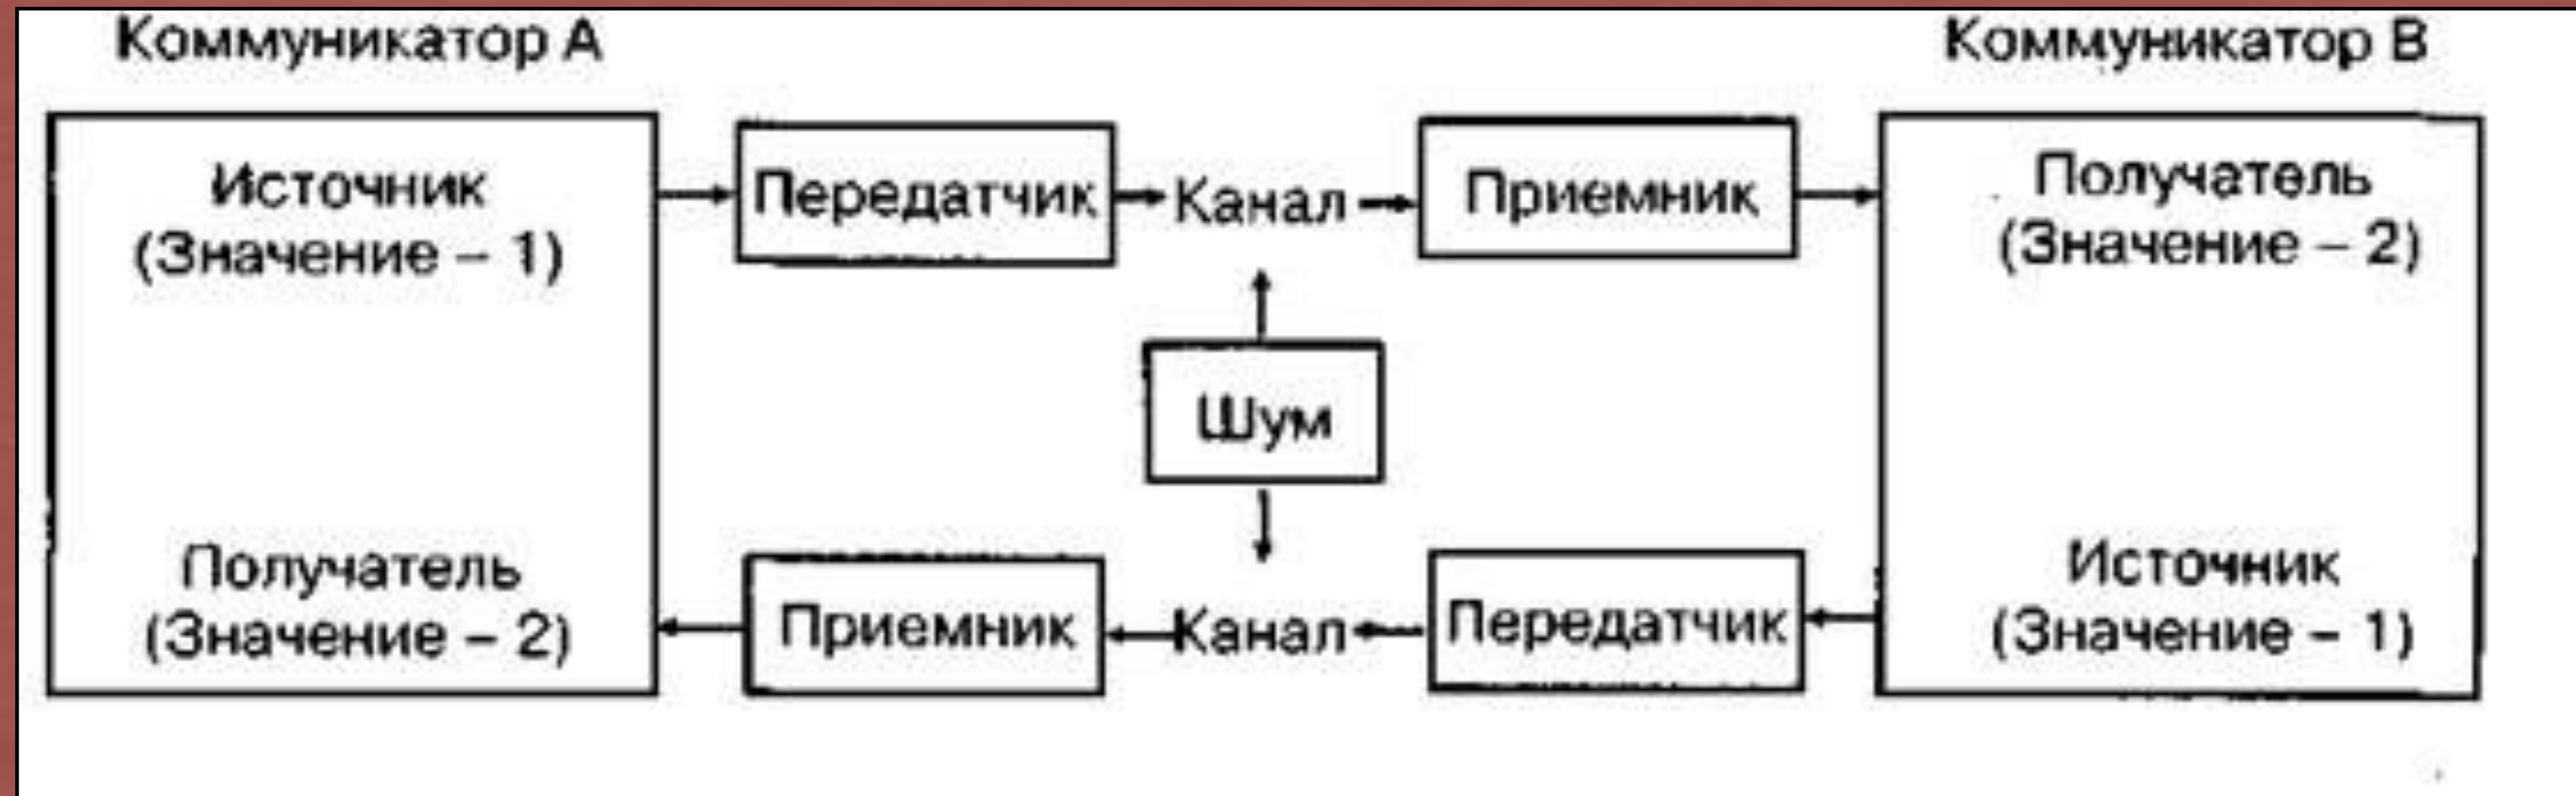 Коммуникатор А
Коммуникатор В
Источник
(Значение – 1)
Передатчик
Канал
Приемник
Получатель
(Значение – 2)
Шум
Получатель
(Значение – 2)
Приемник
Канал
Передатчик
Источник
(Значение – 1)